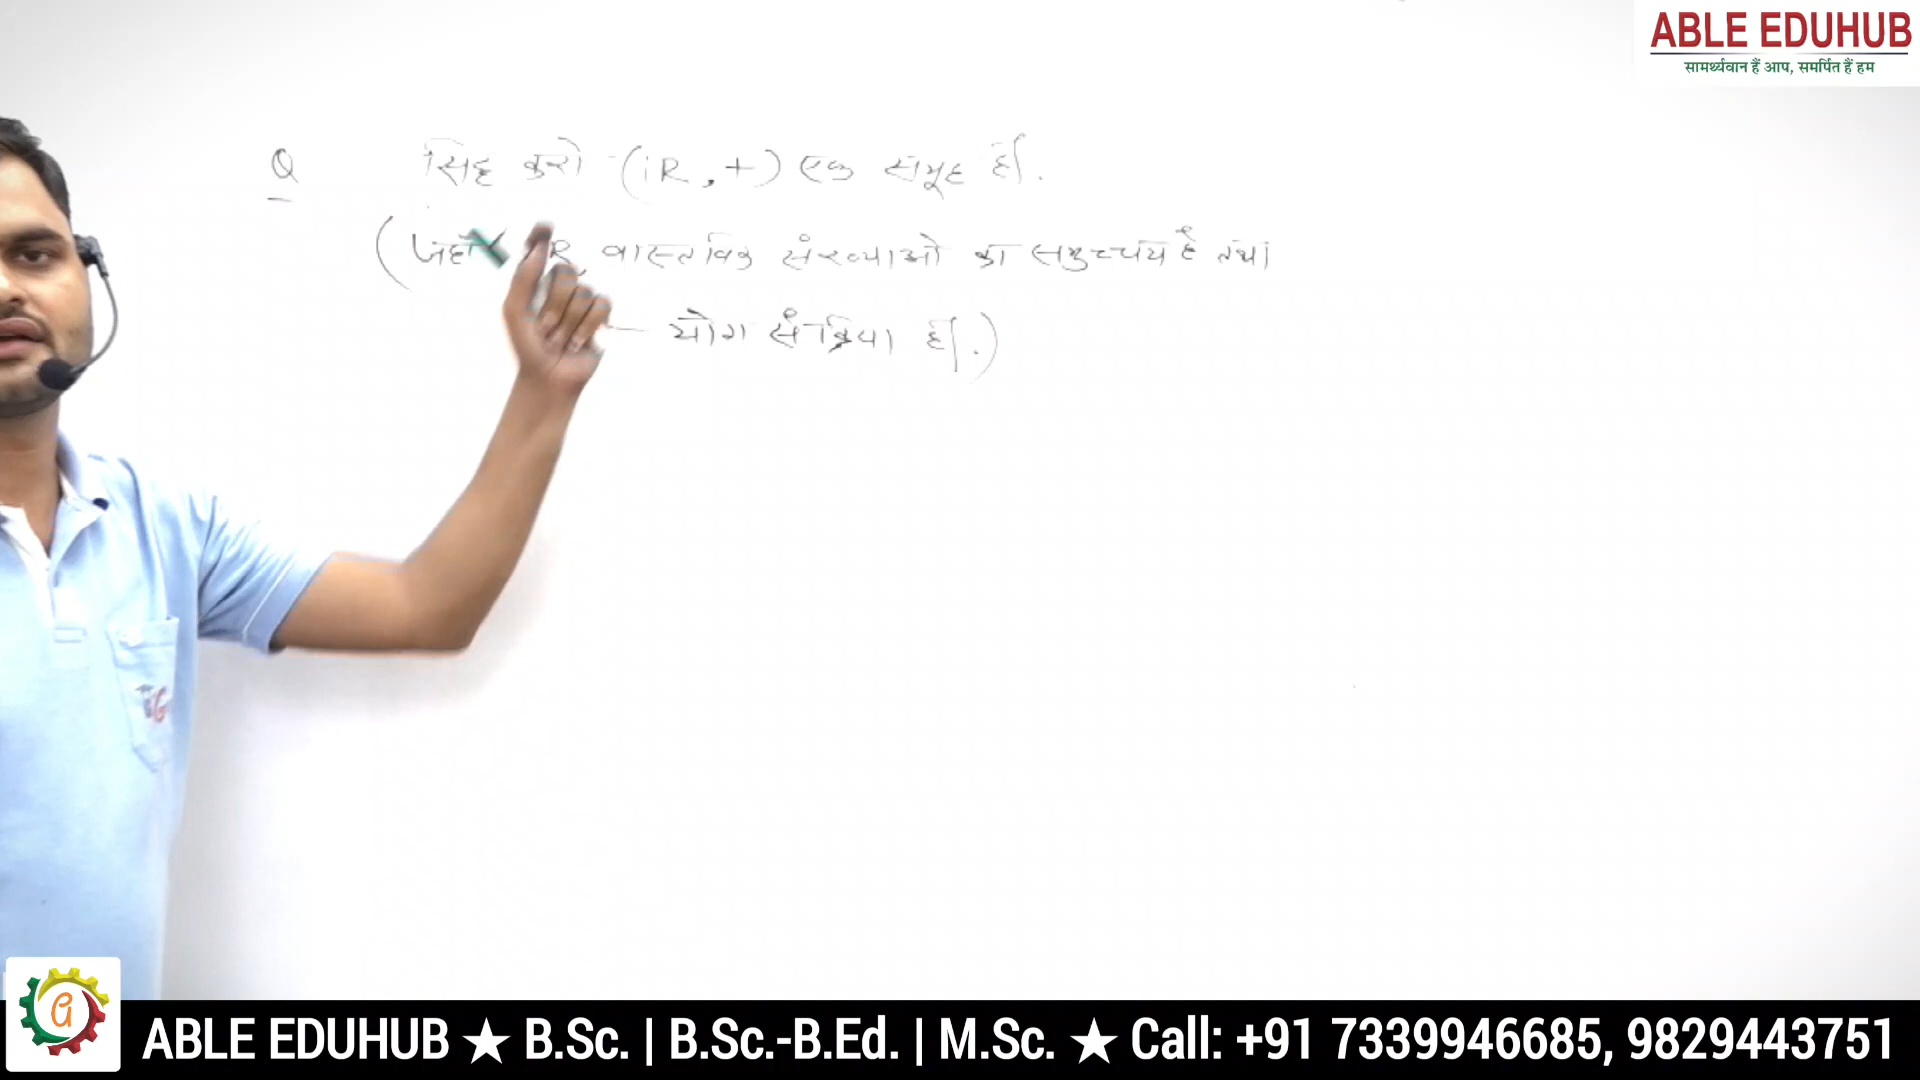 ABLE EDUHUB
सामर्थ्यवान हैं आप, समर्पित हैं हम
Q सिद्ध करो (R, +) एक समूह है।.
(जहाँ R वास्तविक संख्याओं का समुच्चय है तथा
योग संक्रिया है।.)
G
ABLE EDUHUB ★ B.Sc. | B.Sc.-B.Ed. | M.Sc. ★ Call: +91 7339946685, 9829443751